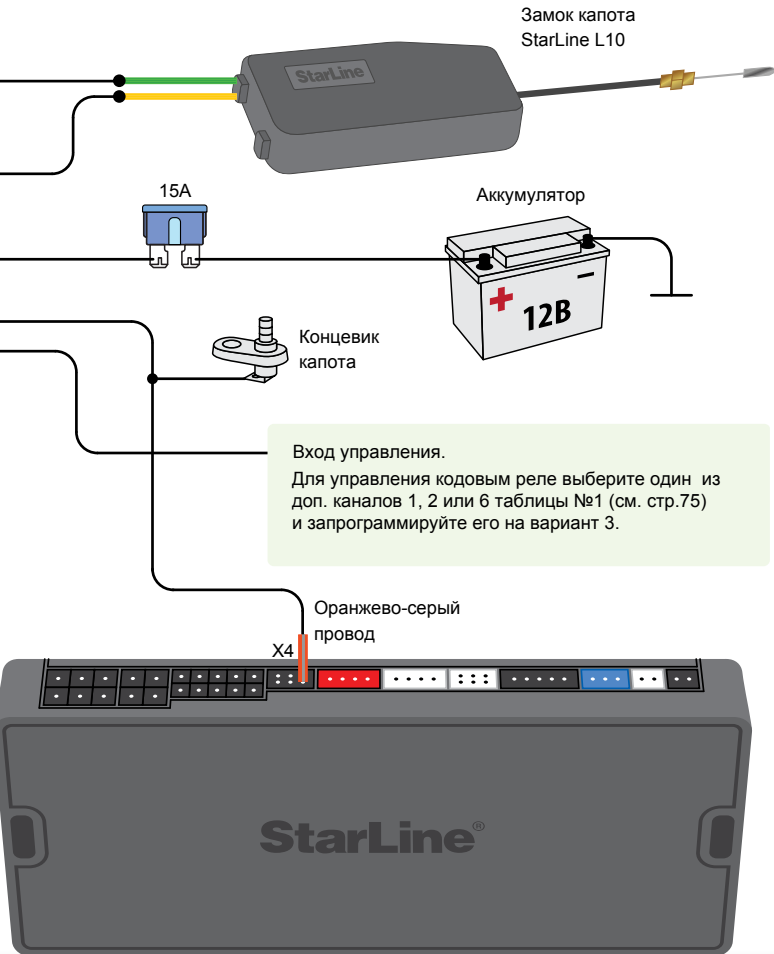 Замок капота
StarLine L10
StarLine
15А
Аккумулятор
12В
Концевик
капота
Вход управления.
Для управления кодовым реле выберите один из
доп. каналов 1, 2 или 6 таблицы №1 (см. стр.75)
и запрограммируйте его на вариант 3.
Оранжево-серый
провод
X4
StarLine®